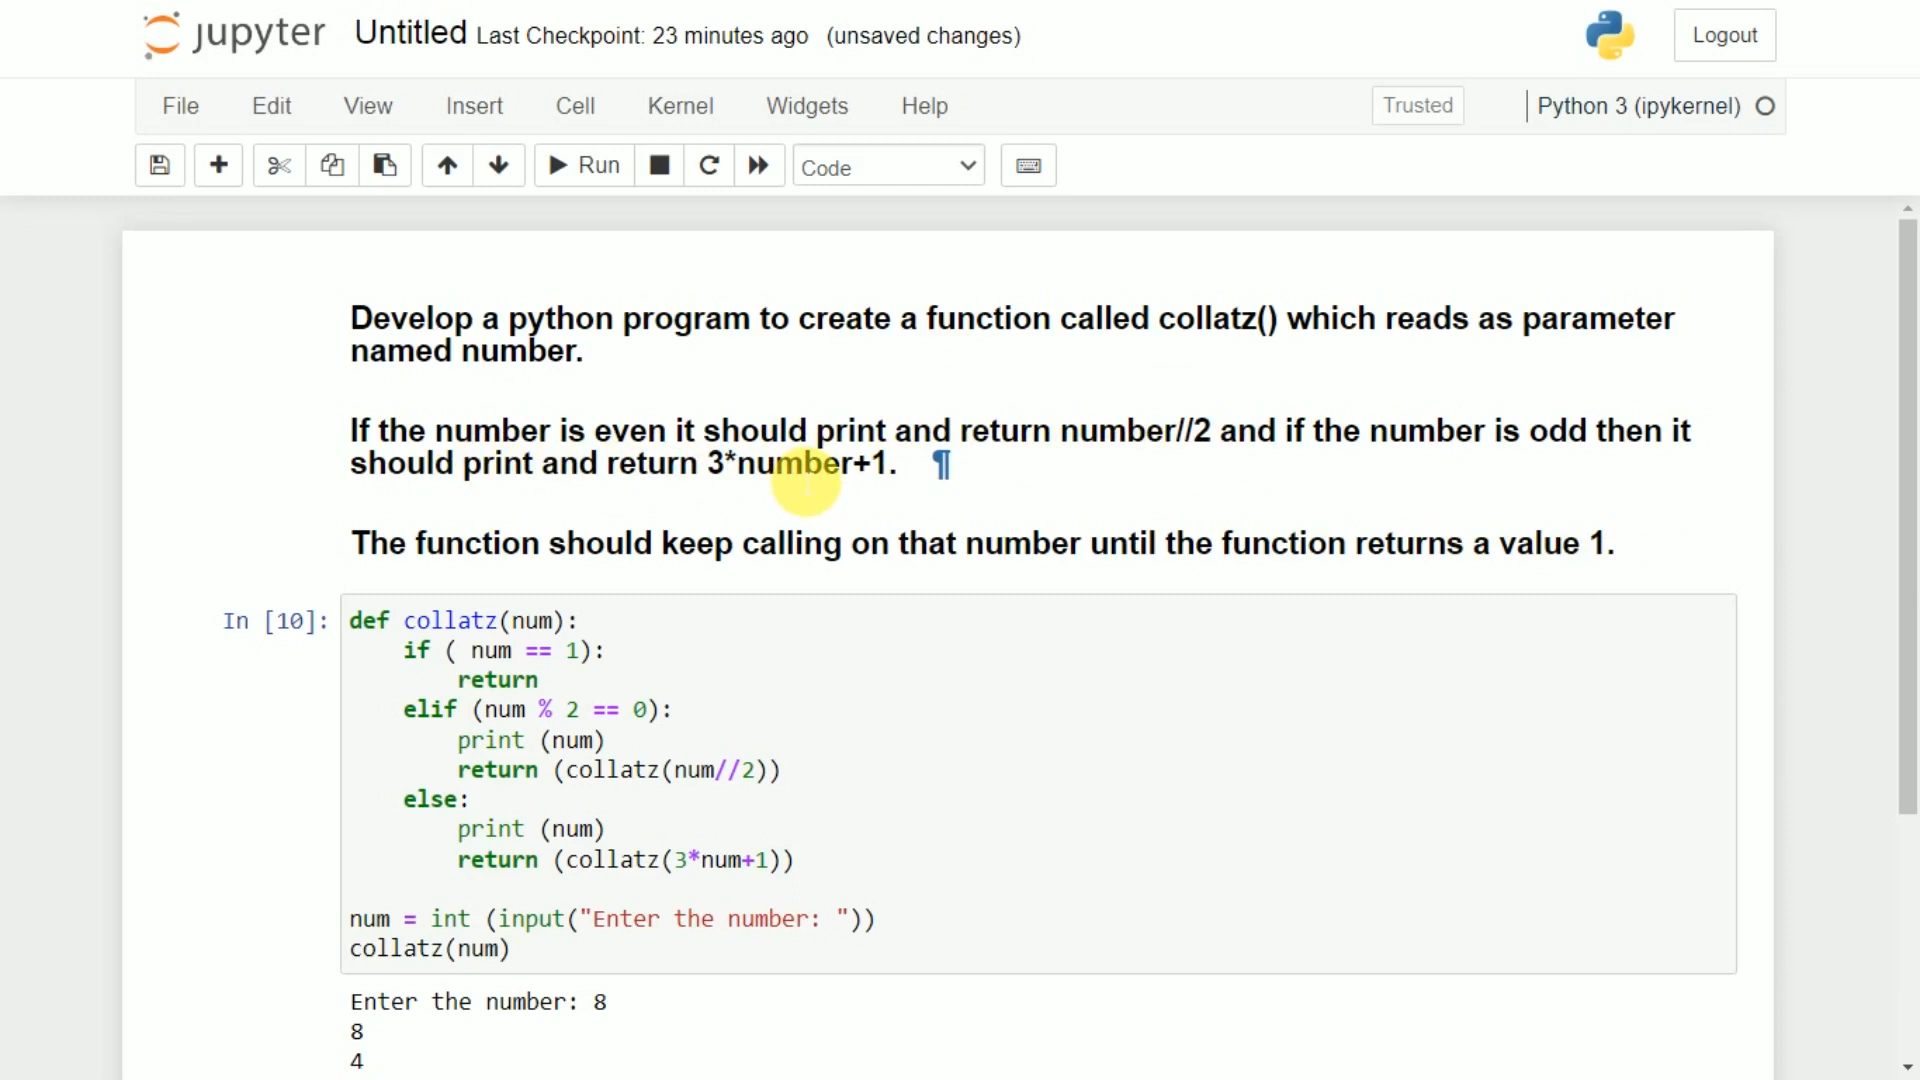 jupyter Untitled Last Checkpoint: 23 minutes ago (unsaved changes) Logout
File Edit View Insert Cell Kernel Widgets Help Trusted Python 3 (ipykernel)
Run Code
Develop a python program to create a function called collatz() which reads as parameter
named number.
If the number is even it should print and return number//2 and if the number is odd then it
should print and return 3*number+1. ¶
The function should keep calling on that number until the function returns a value 1.
In [10]: def collatz(num):
    if ( num == 1):
        return
    elif (num % 2 == 0):
        print (num)
        return (collatz(num//2))
    else:
        print (num)
        return (collatz(3*num+1))
num = int (input("Enter the number: "))
collatz(num)
Enter the number: 8
8
4